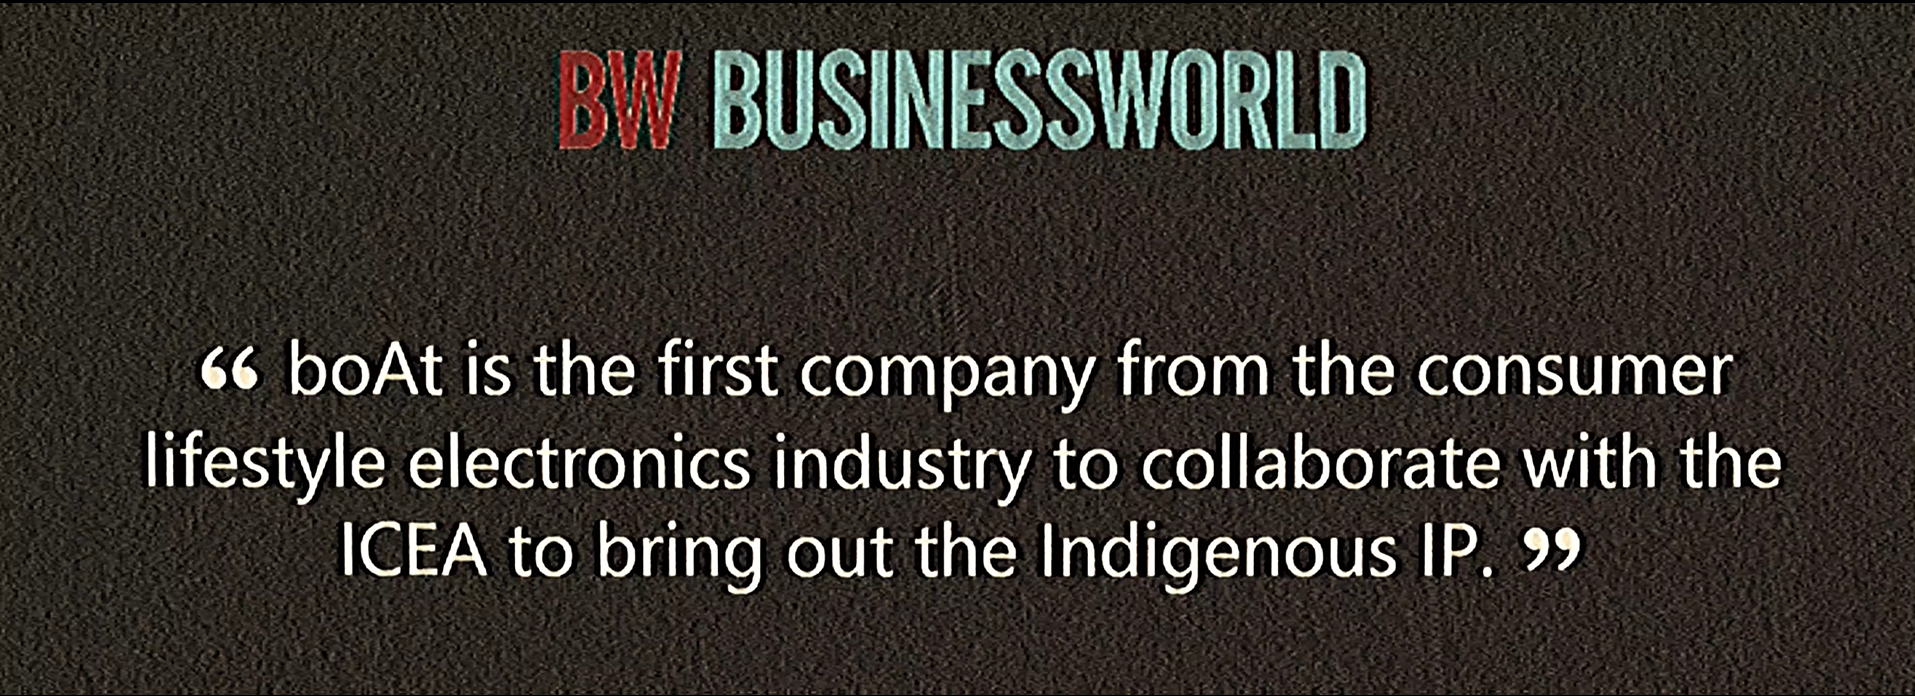 BW BUSINESSWORLD
“ boAt is the first company from the consumer
lifestyle electronics industry to collaborate with the
ICEA to bring out the Indigenous IP. ”